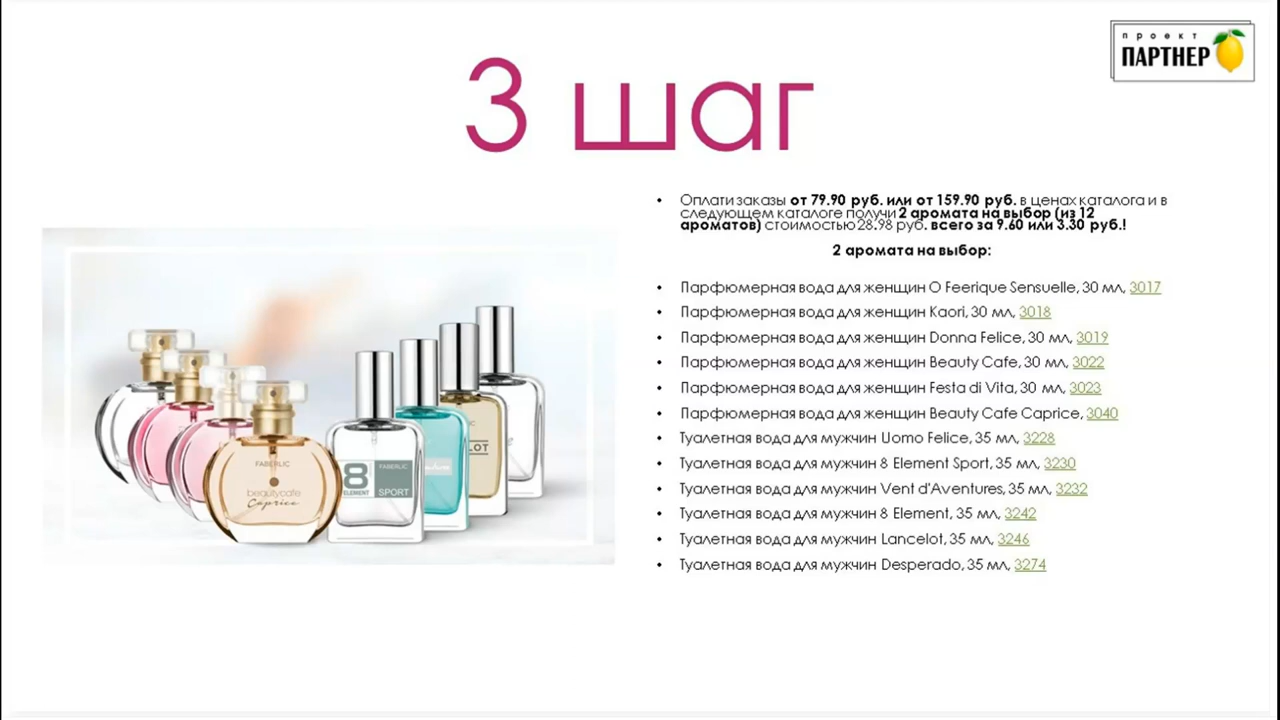 проект
ПАРТНЕР
3 шаг
• Оплати заказы от 79.90 руб. или от 159.90 руб. в ценах каталога и в
следующем каталоге получи 2 аромата на выбор (из 12
ароматов) стоимостью 28.98 руб. всего за 9.60 или 3.30 руб.!
2 аромата на выбор:
• Парфюмерная вода для женщин O Feerique Sensuelle, 30 мл, 3017
• Парфюмерная вода для женщин Kaori, 30 мл, 3018
• Парфюмерная вода для женщин Donna Felice, 30 мл, 3019
• Парфюмерная вода для женщин Beauty Cafe, 30 мл, 3022
• Парфюмерная вода для женщин Festa di Vita, 30 мл, 3023
• Парфюмерная вода для женщин Beauty Cafe Caprice, 3040
• Туалетная вода для мужчин Uomo Felice, 35 мл, 3228
• Туалетная вода для мужчин 8 Element Sport, 35 мл, 3230
• Туалетная вода для мужчин Vent d'Aventures, 35 мл, 3232
• Туалетная вода для мужчин 8 Element, 35 мл, 3242
• Туалетная вода для мужчин Lancelot, 35 мл, 3246
• Туалетная вода для мужчин Desperado, 35 мл, 3274
FABERLIC
beautycafe
Caprice
8
ELEMENT
FABERLIC
SPORT